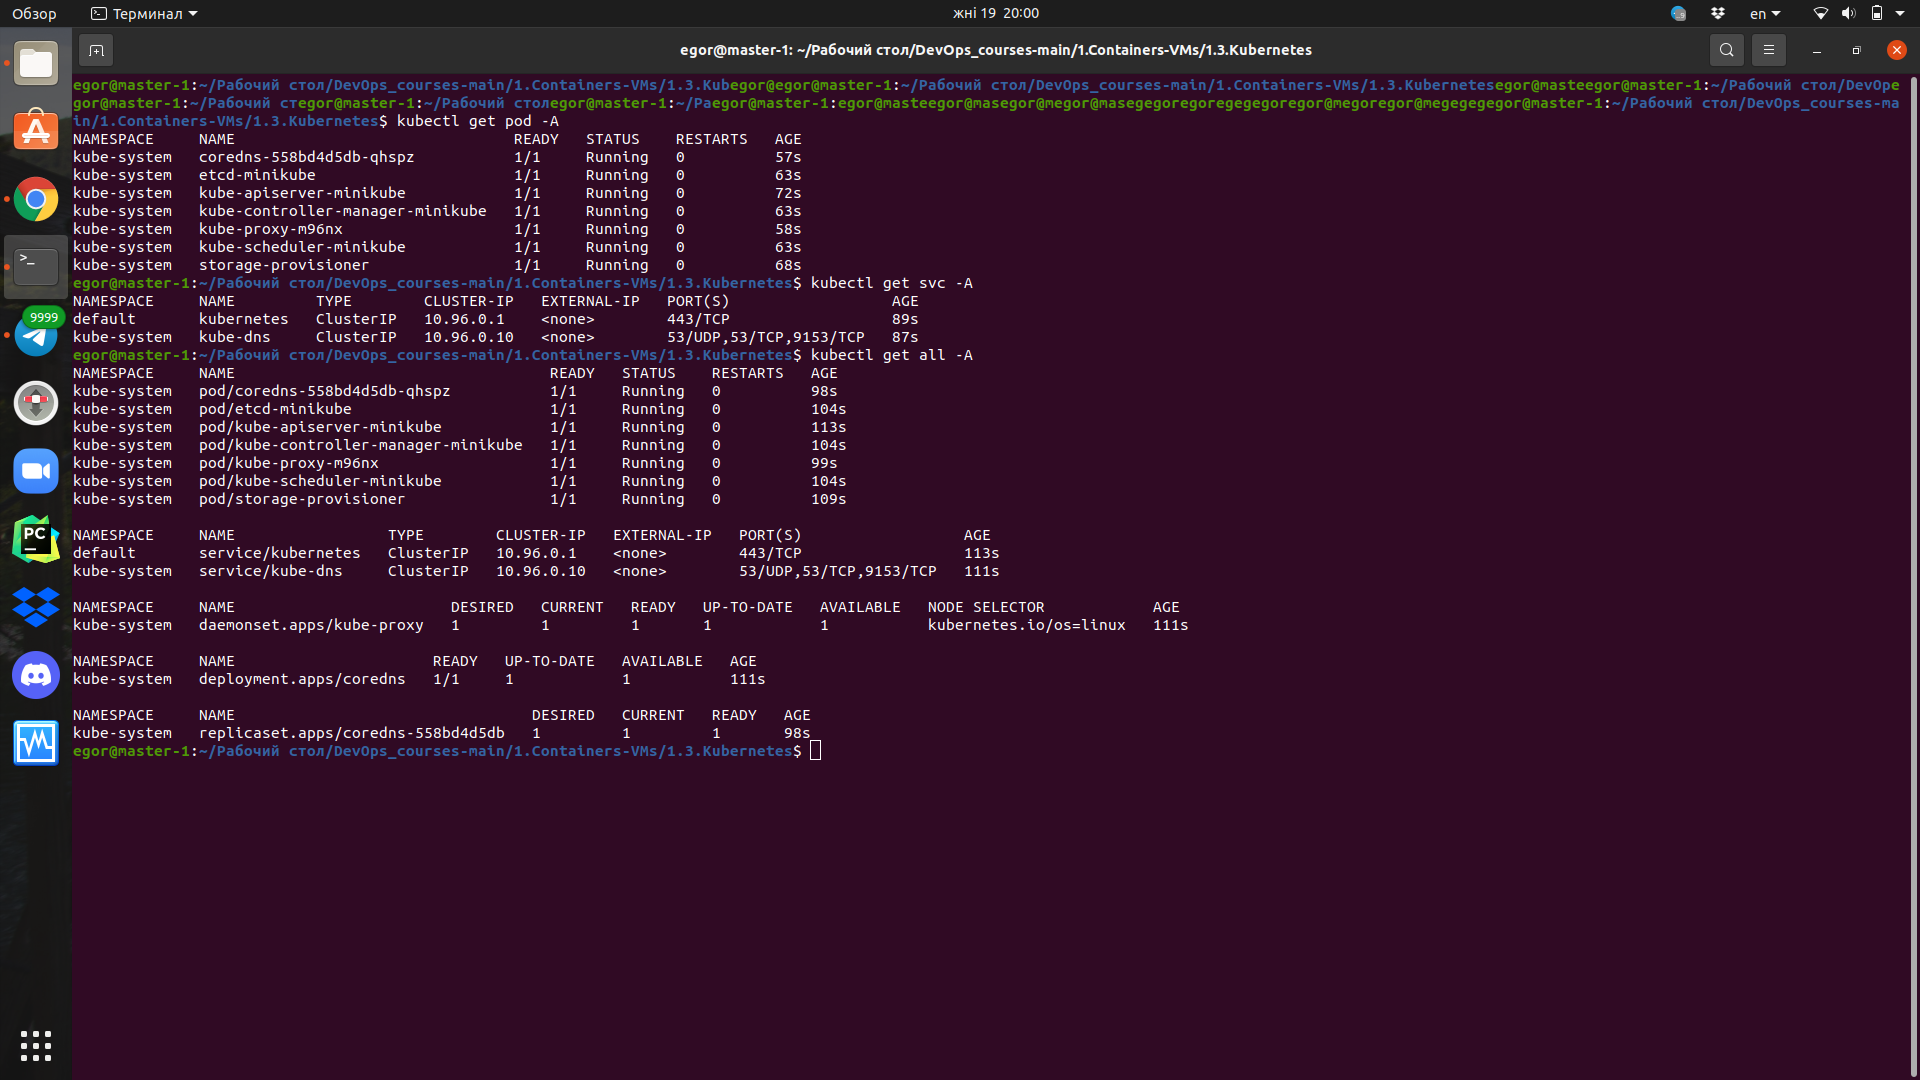 Обзор Терминал жні 19 20:00 en
egor@master-1: ~/Рабочий стол/DevOps_courses-main/1.Containers-VMs/1.3.Kubernetes
egor@master-1:~/Рабочий стол/DevOps_courses-main/1.Containers-VMs/1.3.Kubegor@egor@master-1:~/Рабочий стол/DevOps_courses-main/1.Containers-VMs/1.3.Kubernetesegor@masteegor@master-1:~/Рабочий стол/DevOpe
gor@master-1:~/Рабочий стegor@master-1:~/Рабочий столegor@master-1:~/Раegor@master-1:egor@masteegor@masegor@megor@masegegoregoregegegoregor@megoregor@megegegegor@master-1:~/Рабочий стол/DevOps_courses-ma
in/1.Containers-VMs/1.3.Kubernetes$ kubectl get pod -A
NAMESPACE NAME READY STATUS RESTARTS AGE
kube-system coredns-558bd4d5db-qhspz 1/1 Running 0 57s
kube-system etcd-minikube 1/1 Running 0 63s
kube-system kube-apiserver-minikube 1/1 Running 0 72s
kube-system kube-controller-manager-minikube 1/1 Running 0 63s
kube-system kube-proxy-m96nx 1/1 Running 0 58s
kube-system kube-scheduler-minikube 1/1 Running 0 63s
kube-system storage-provisioner 1/1 Running 0 68s
egor@master-1:~/Рабочий стол/DevOps_courses-main/1.Containers-VMs/1.3.Kubernetes$ kubectl get svc -A
NAMESPACE NAME TYPE CLUSTER-IP EXTERNAL-IP PORT(S) AGE
default kubernetes ClusterIP 10.96.0.1 <none> 443/TCP 89s
kube-system kube-dns ClusterIP 10.96.0.10 <none> 53/UDP,53/TCP,9153/TCP 87s
egor@master-1:~/Рабочий стол/DevOps_courses-main/1.Containers-VMs/1.3.Kubernetes$ kubectl get all -A
NAMESPACE NAME READY STATUS RESTARTS AGE
kube-system pod/coredns-558bd4d5db-qhspz 1/1 Running 0 98s
kube-system pod/etcd-minikube 1/1 Running 0 104s
kube-system pod/kube-apiserver-minikube 1/1 Running 0 113s
kube-system pod/kube-controller-manager-minikube 1/1 Running 0 104s
kube-system pod/kube-proxy-m96nx 1/1 Running 0 99s
kube-system pod/kube-scheduler-minikube 1/1 Running 0 104s
kube-system pod/storage-provisioner 1/1 Running 0 109s
NAMESPACE NAME TYPE CLUSTER-IP EXTERNAL-IP PORT(S) AGE
default service/kubernetes ClusterIP 10.96.0.1 <none> 443/TCP 113s
kube-system service/kube-dns ClusterIP 10.96.0.10 <none> 53/UDP,53/TCP,9153/TCP 111s
NAMESPACE NAME DESIRED CURRENT READY UP-TO-DATE AVAILABLE NODE SELECTOR AGE
kube-system daemonset.apps/kube-proxy 1 1 1 1 1 kubernetes.io/os=linux 111s
NAMESPACE NAME READY UP-TO-DATE AVAILABLE AGE
kube-system deployment.apps/coredns 1/1 1 1 111s
NAMESPACE NAME DESIRED CURRENT READY AGE
kube-system replicaset.apps/coredns-558bd4d5db 1 1 1 98s
egor@master-1:~/Рабочий стол/DevOps_courses-main/1.Containers-VMs/1.3.Kubernetes$
9999
PC